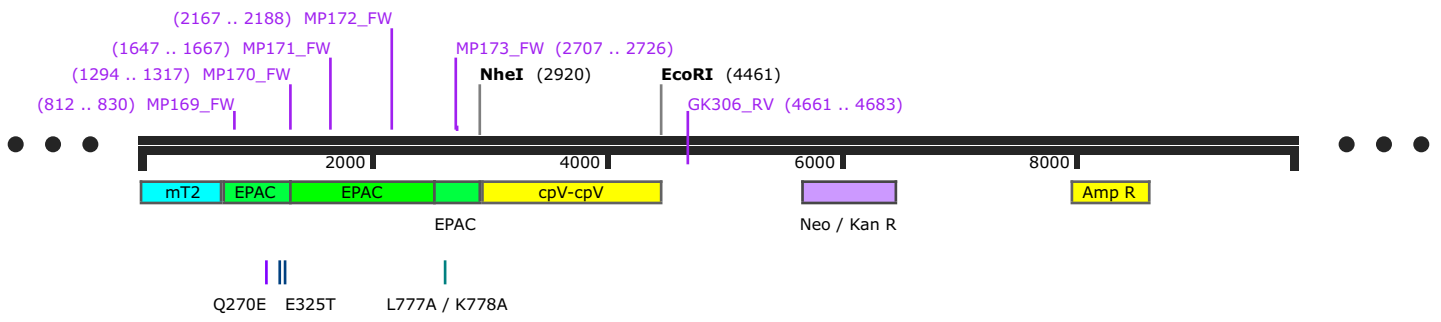 (2167 .. 2188) MP172_FW
(1647 .. 1667) MP171_FW MP173_FW (2707 .. 2726)
(1294 .. 1317) MP170_FW NheI (2920) EcoRI (4461)
(812 .. 830) MP169_FW GK306_RV (4661 .. 4683)
2000 4000 6000 8000
mT2 EPAC EPAC cpV-cpV Amp R
EPAC Neo / Kan R
Q270E E325T L777A / K778A